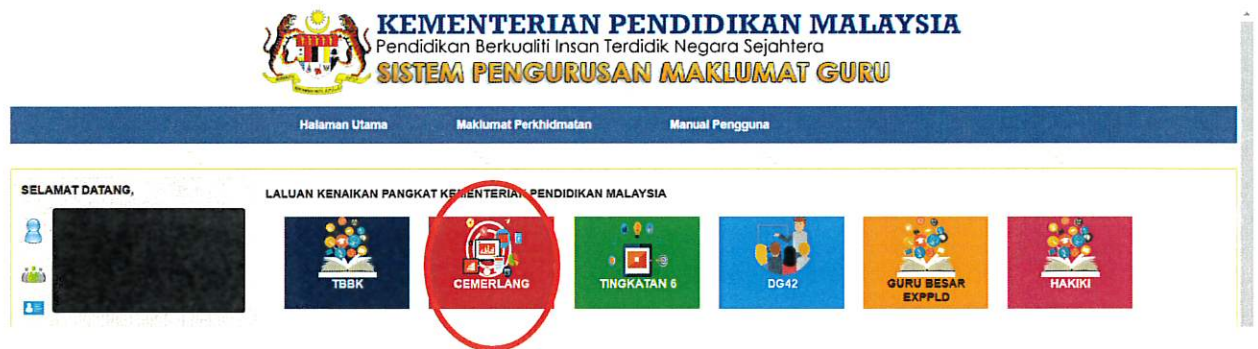 KEMENTERIAN PENDIDIKAN MALAYSIA
Pendidikan Berkualiti Insan Terdidik Negara Sejahtera
SISTEM PENGURUSAN MAKLUMAT GURU
Halaman Utama Maklumat Perkhidmatan Manual Pengguna
SELAMAT DATANG,
LALUAN KENAIKAN PANGKAT KEMENTERIAN PENDIDIKAN MALAYSIA
TBBK CEMERLANG TINGKATAN 6 DG42 GURU BESAR EXPPLD HAKIKI